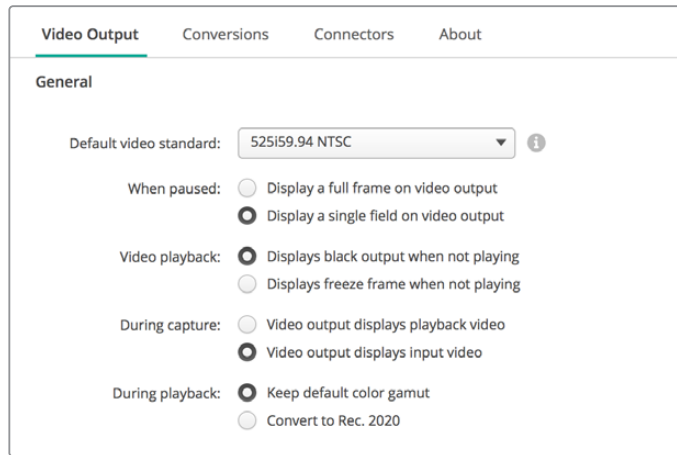 Video Output Conversions Connectors About
General
Default video standard: 525i59.94 NTSC
When paused: Display a full frame on video output
Display a single field on video output
Video playback: Displays black output when not playing
Displays freeze frame when not playing
During capture: Video output displays playback video
Video output displays input video
During playback: Keep default color gamut
Convert to Rec. 2020